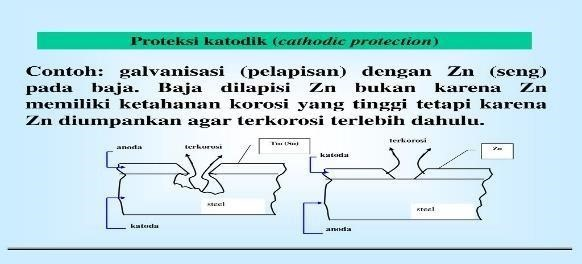 Proteksi katodik (cathodic protection)
Contoh: galvanisasi (pelapisan) dengan Zn (seng)
pada baja. Baja dilapisi Zn bukan karena Zn
memiliki ketahanan korosi yang tinggi tetapi karena
Zn diumpankan agar terkorosi terlebih dahulu.
anoda
terkorosi
Tin (Sn)
steel
katoda
katoda
terkorosi
Zn
steel
anoda